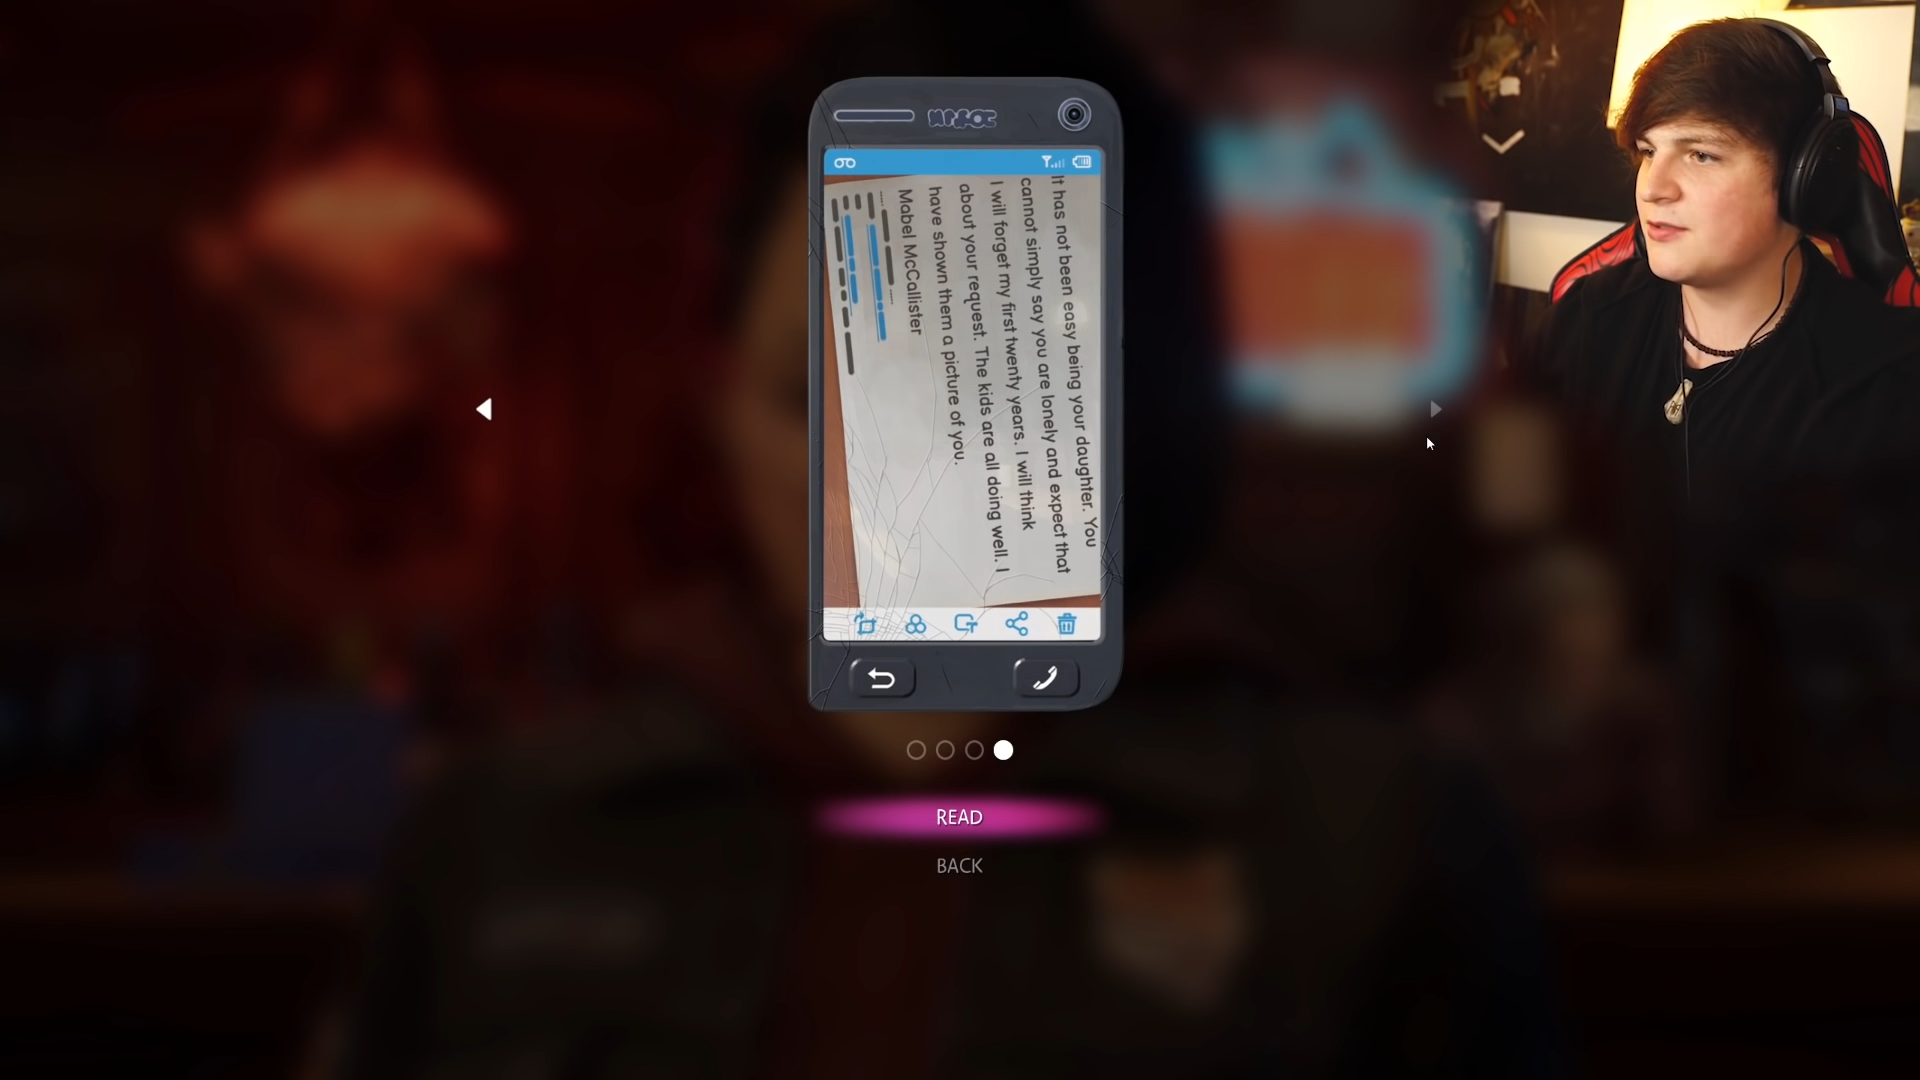 It has not been easy being your daughter. You
cannot simply say you are lonely and expect that
I will forget my first twenty years. I will think
about your request. The kids are all doing well. I
have shown them a picture of you.
Mabel McCallister
READ
BACK